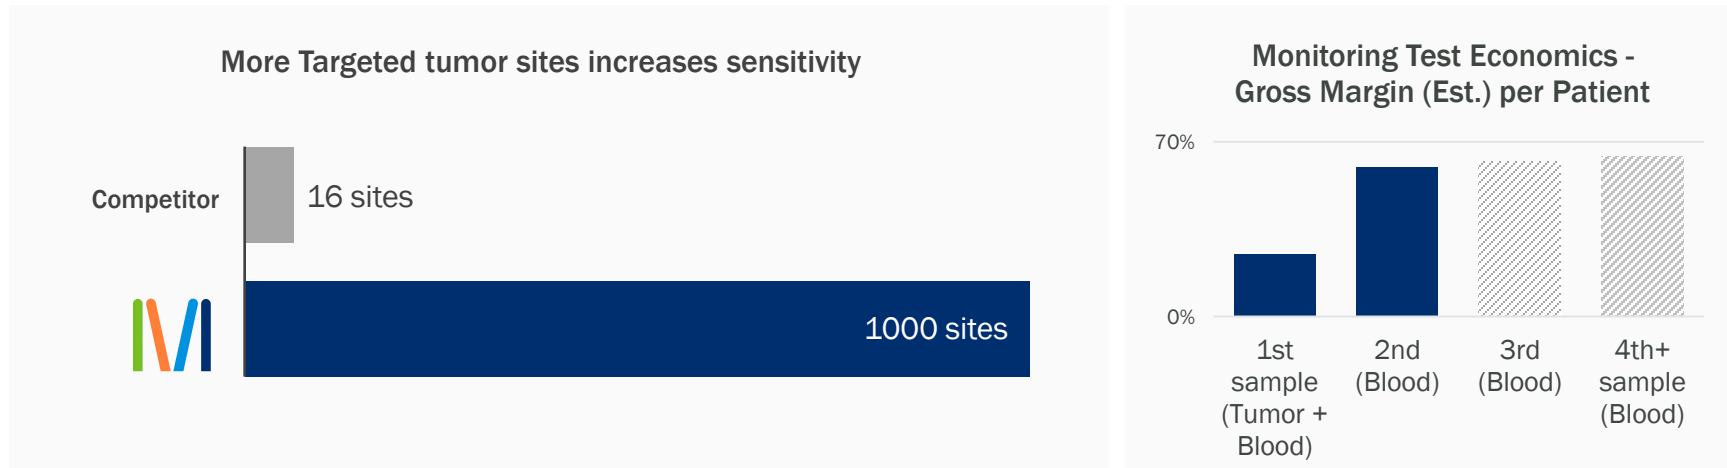 More Targeted tumor sites increases sensitivity
Competitor
16 sites
1000 sites
Monitoring Test Economics -
Gross Margin (Est.) per Patient
70%
0%
1st
sample
(Tumor +
Blood)
2nd
(Blood)
3rd
(Blood)
4th+
sample
(Blood)